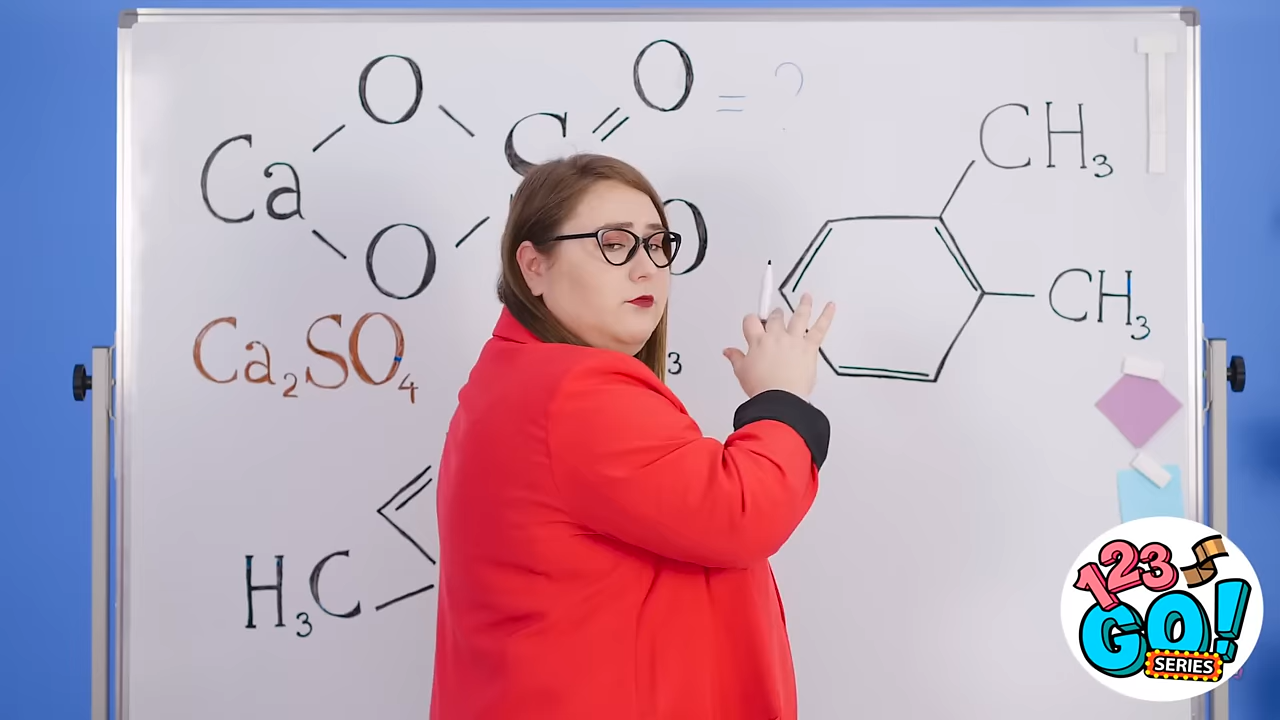 O O = ?
Ca
O O
CH₃
CH₃
Ca₂SO₄
3
H₃C
123
GO!
SERIES